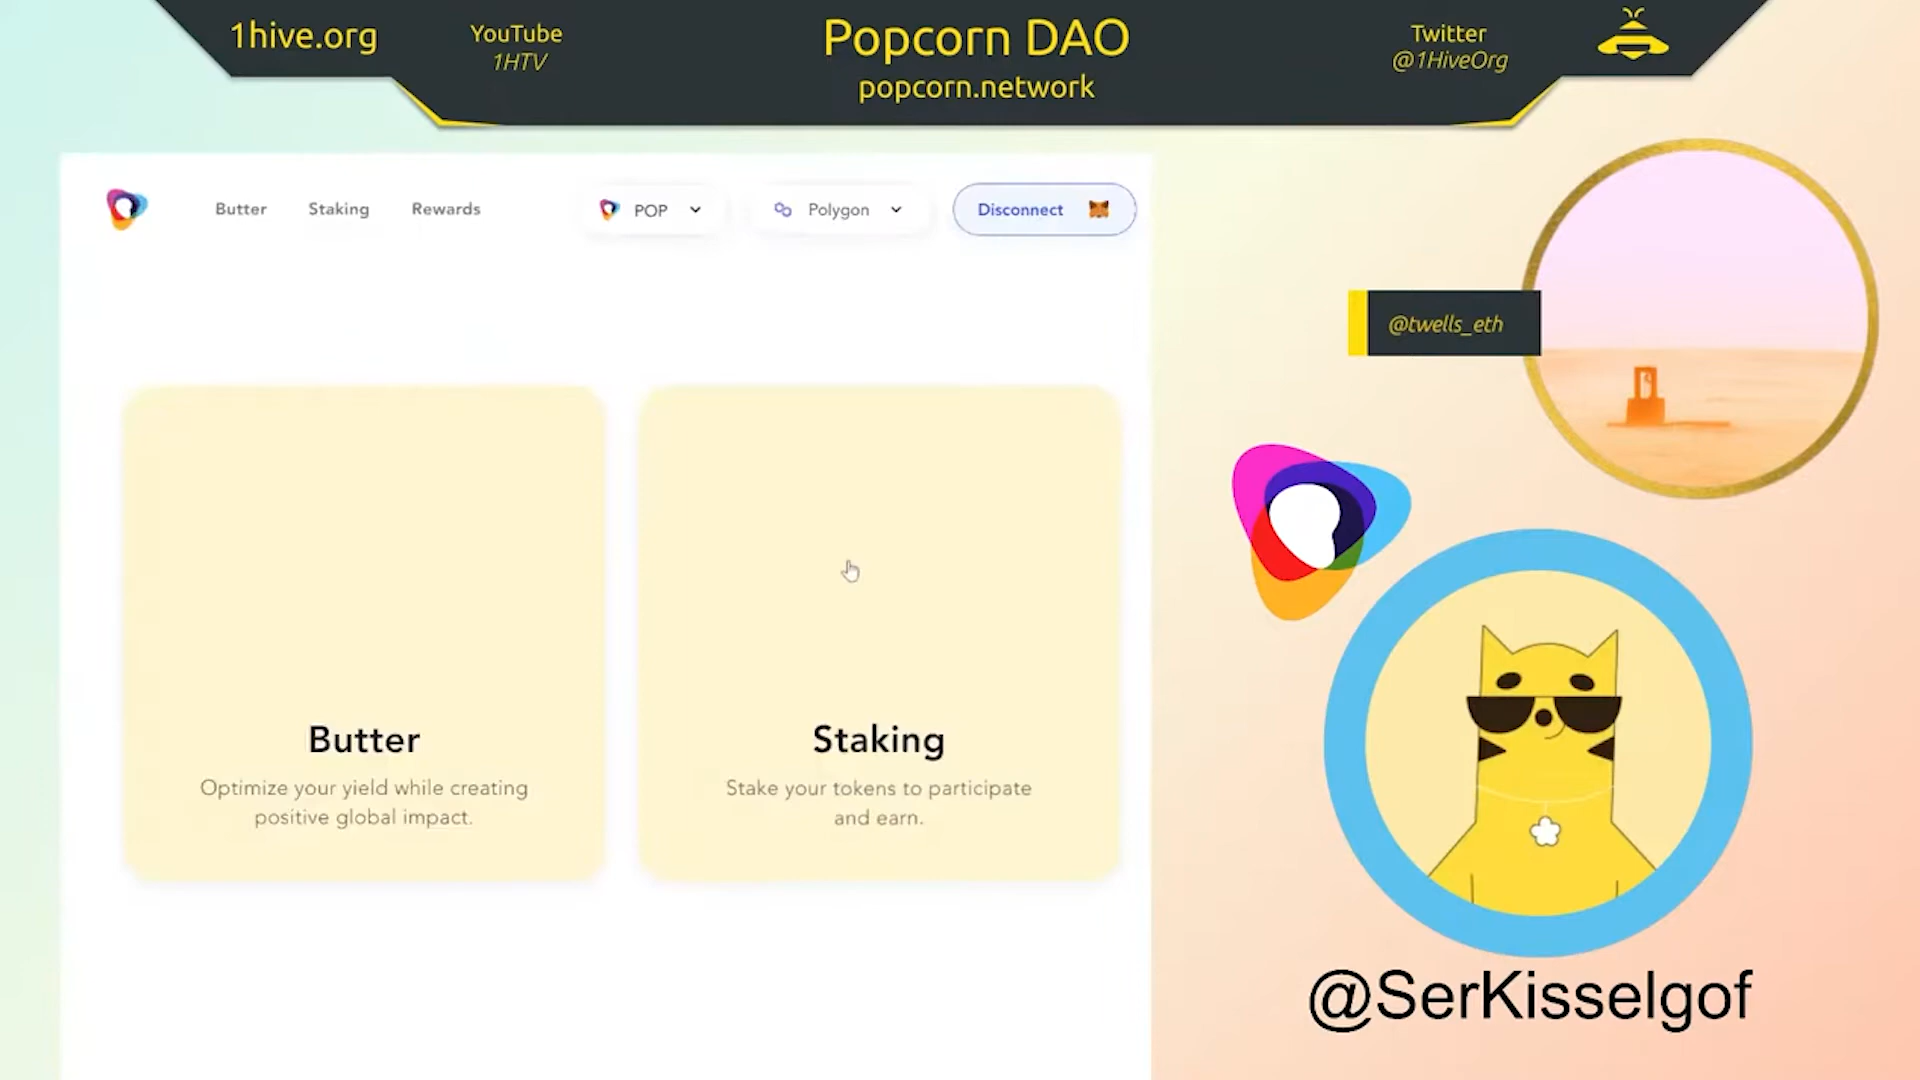 1hive.org
YouTube
1HTV
Popcorn DAO
popcorn.network
Twitter
@1HiveOrg
Butter
Staking
Rewards
POP
Polygon
Disconnect
@twells_eth
Butter
Optimize your yield while creating
positive global impact.
Staking
Stake your tokens to participate
and earn.
@SerKisselgof